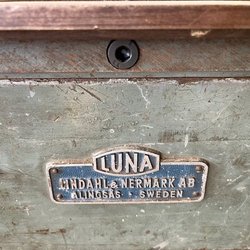 LUNA
LINDAHL & NERMARK AB
ALINGSÅS - SWEDEN